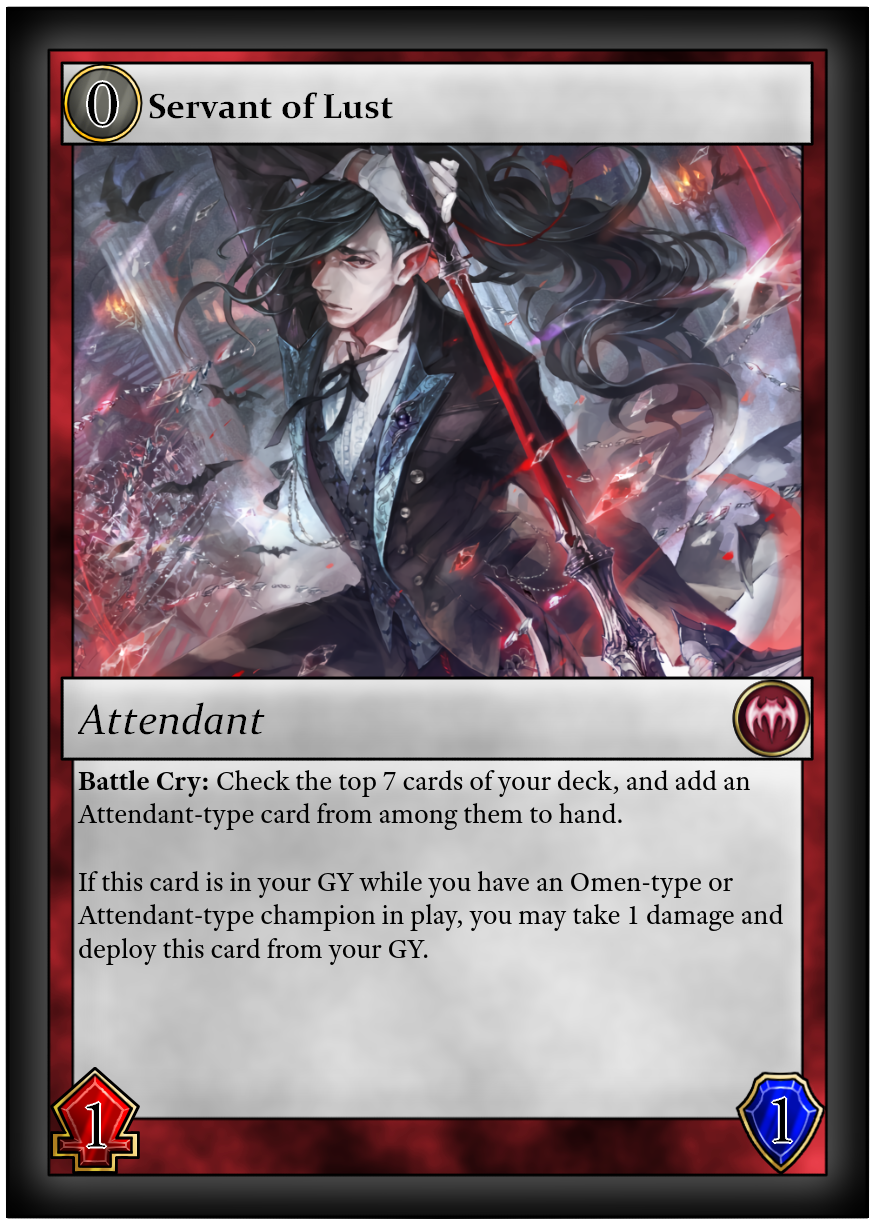 0
Servant of Lust
Attendant
Battle Cry: Check the top 7 cards of your deck, and add an
Attendant-type card from among them to hand.
If this card is in your GY while you have an Omen-type or
Attendant-type champion in play, you may take 1 damage and
deploy this card from your GY.
1
1